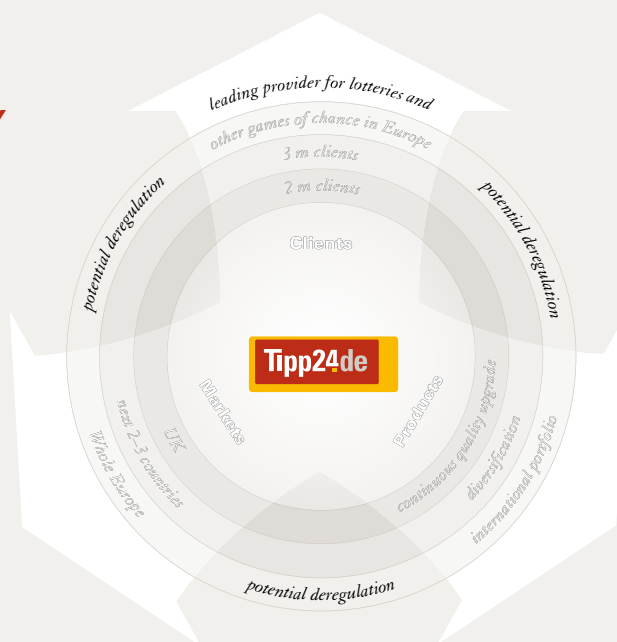 leading provider for lotteries and
other games of chance in Europe
3 m clients
2 m clients
potential deregulation
potential deregulation
Clients
Tipp24.de
Markets
Products
UK
next 2–3 countries
Whole Europe
continuous quality upgrade
diversification
international portfolio
potential deregulation